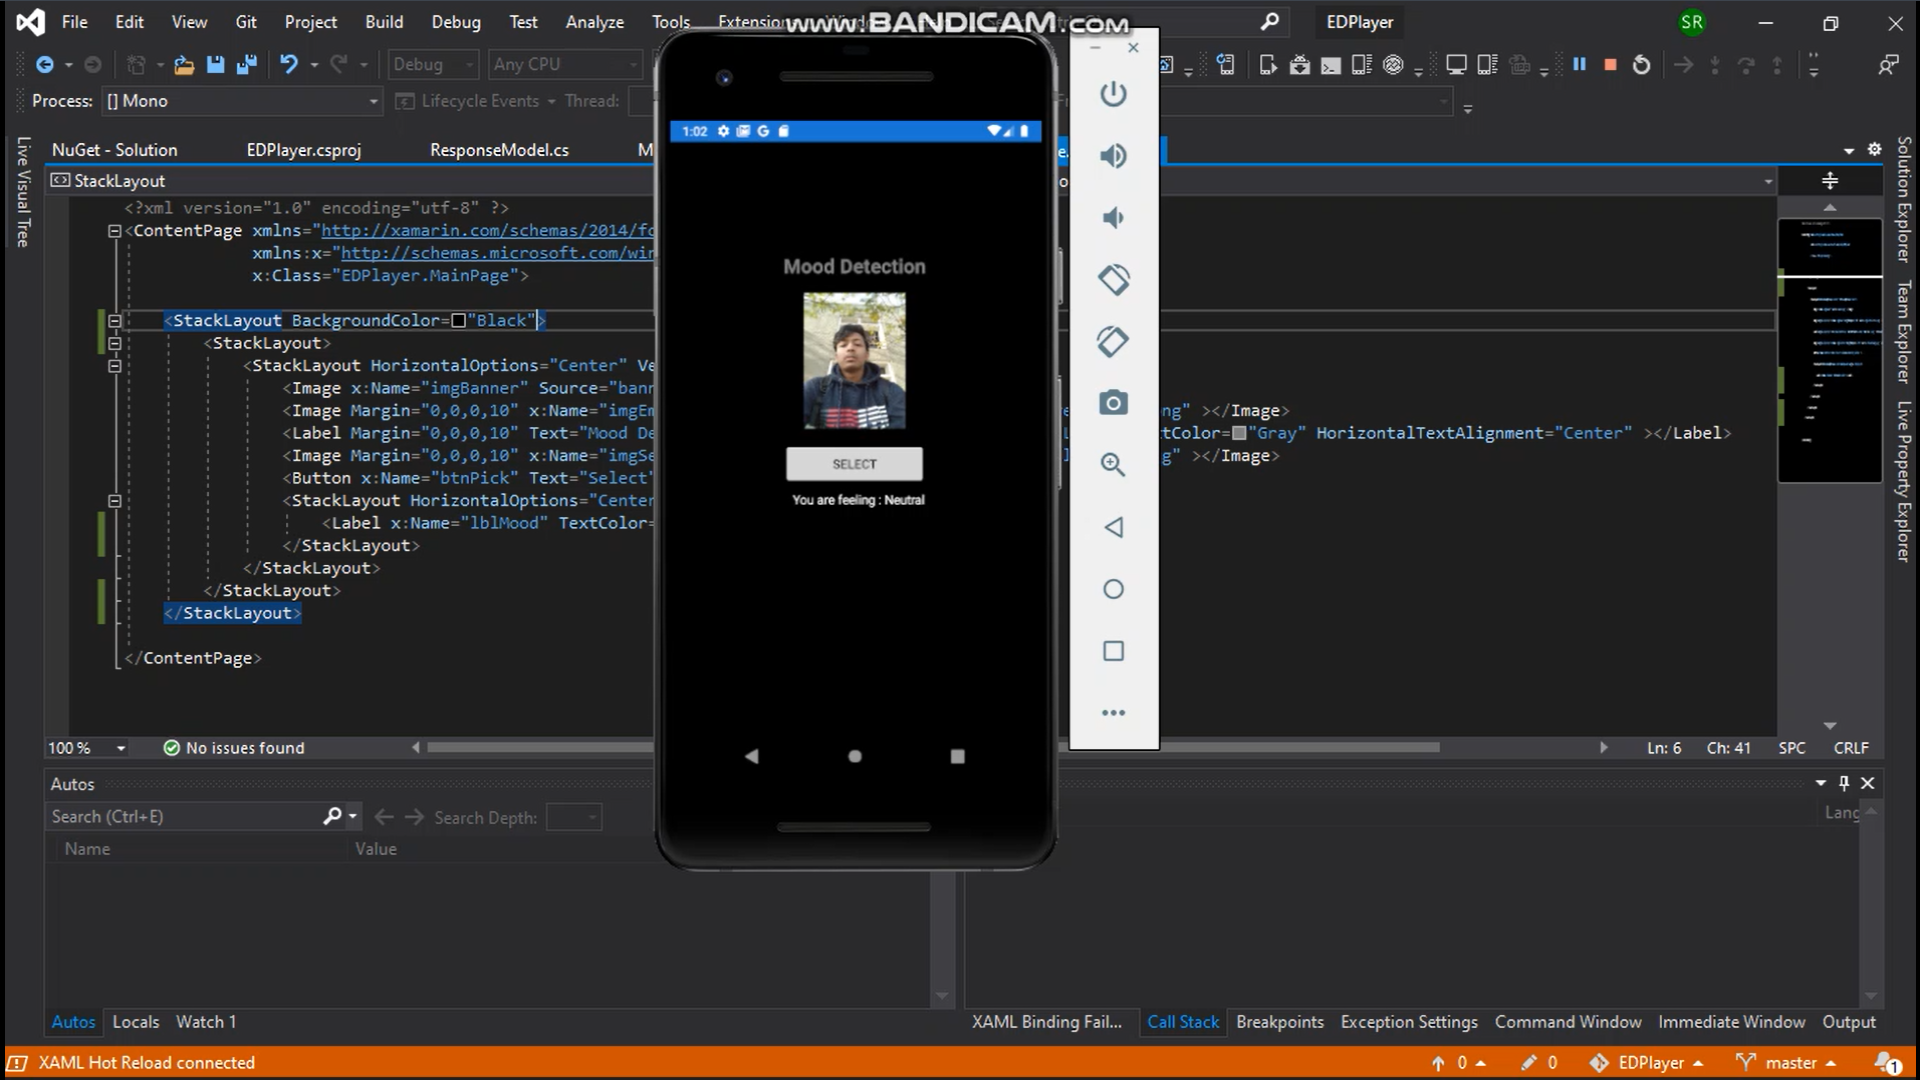 File Edit View Git Project Build Debug Test Analyze Tools EDPlayer SR
www.BANDICAM.com
Debug Any CPU
Process: [] Mono Lifecycle Events Thread:
Live Visual Tree
NuGet - Solution EDPlayer.csproj ResponseModel.cs M
StackLayout
<?xml version="1.0" encoding="utf-8" ?>
<ContentPage xmlns="http://xamarin.com/schemas/2014/fo
xmlns:x="http://schemas.microsoft.com/win
x:Class="EDPlayer.MainPage">
<StackLayout BackgroundColor="Black">
<StackLayout>
<StackLayout HorizontalOptions="Center" Ve
<Image x:Name="imgBanner" Source="bann
<Image Margin="0,0,0,10" x:Name="imgEm ng" ></Image>
<Label Margin="0,0,0,10" Text="Mood De tColor="Gray" HorizontalTextAlignment="Center" ></Label>
<Image Margin="0,0,0,10" x:Name="imgSe g" ></Image>
<Button x:Name="btnPick" Text="Select"
<StackLayout HorizontalOptions="Center
<Label x:Name="lblMood" TextColor=
</StackLayout>
</StackLayout>
</StackLayout>
</StackLayout>
</ContentPage>
1:02 G
Mood Detection
SELECT
You are feeling : Neutral
Solution Explorer
Team Explorer
Live Property Explorer
100 % No issues found Ln: 6 Ch: 41 SPC CRLF
Autos
Search (Ctrl+E) Search Depth:
Name Value
Lang
Autos Locals Watch 1
XAML Binding Fail... Call Stack Breakpoints Exception Settings Command Window Immediate Window Output
XAML Hot Reload connected 0 0 EDPlayer master 1